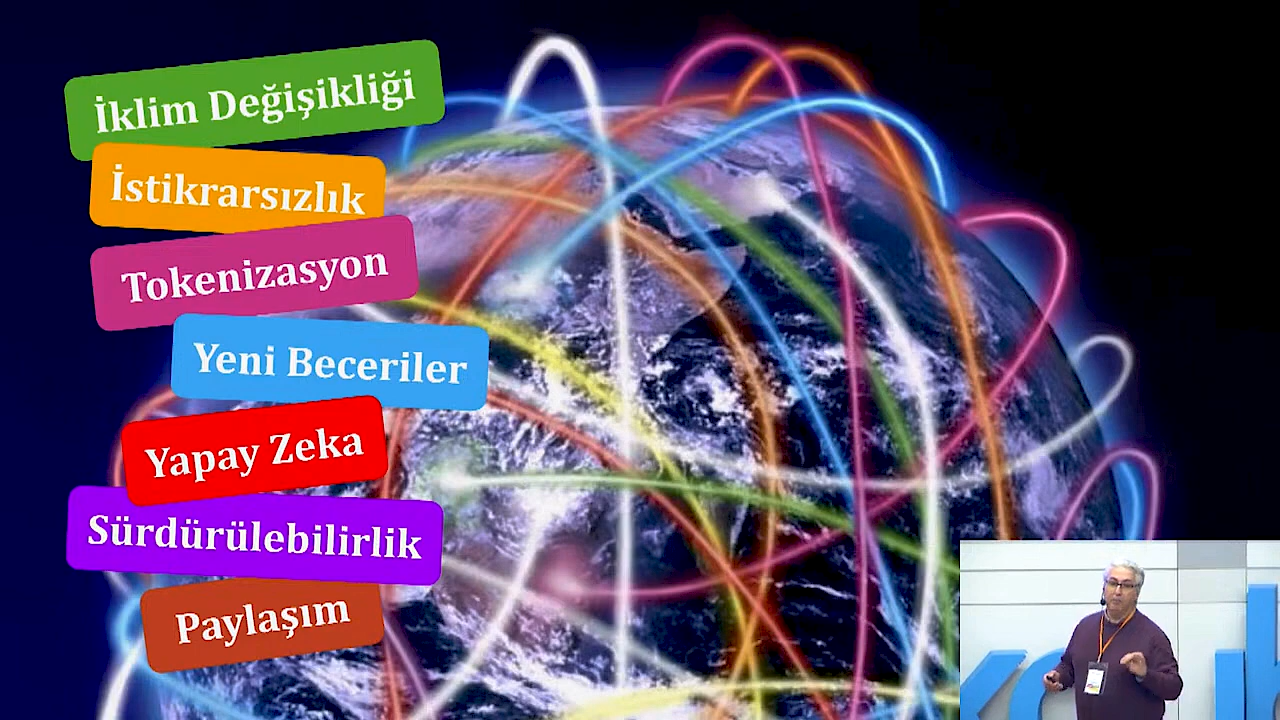 İklim Değişikliği
İstikrarsızlık
Tokenizasyon
Yeni Beceriler
Yapay Zeka
Sürdürülebilirlik
Paylaşım